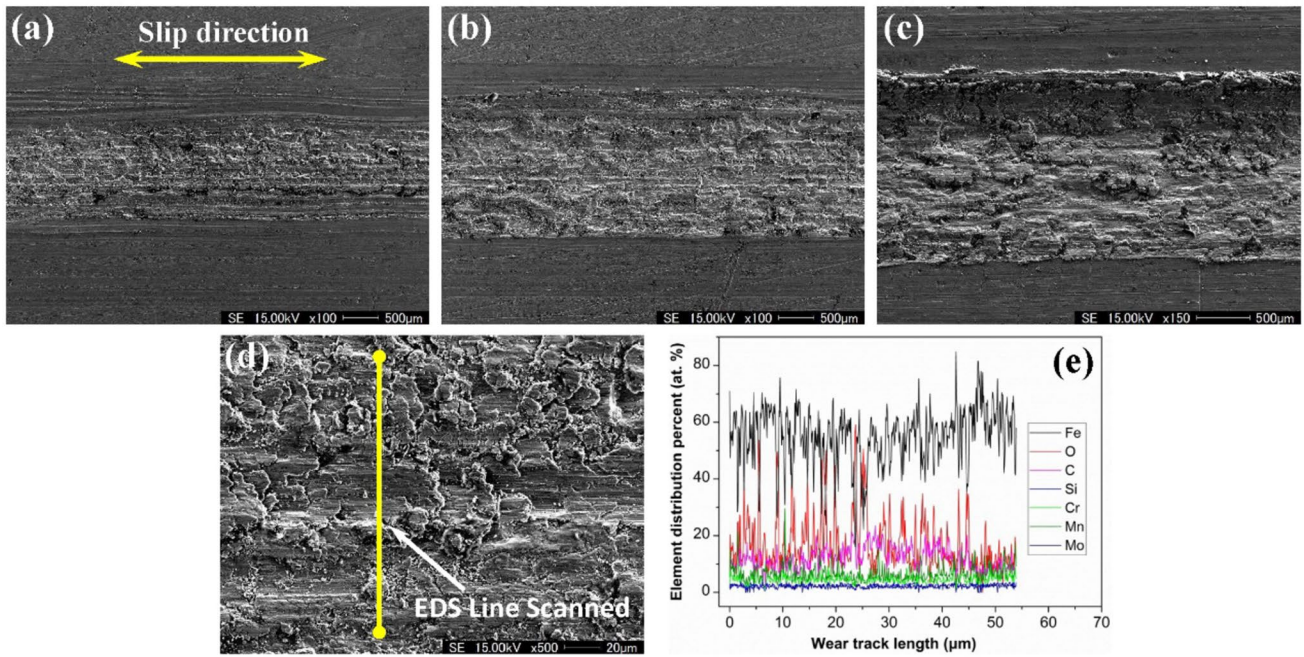 (a)
Slip direction
SE 15.00kV x100 500μm
(b)
SE 15.00kV x100 500μm
(c)
SE 15.00kV x150 500μm
(d)
EDS Line Scanned
SE 15.00kV x500 20μm
(e)
Element distribution percent (at. %)
80
60
40
20
0
Fe
O
C
Si
Cr
Mn
Mo
0 10 20 30 40 50 60 70
Wear track length (μm)